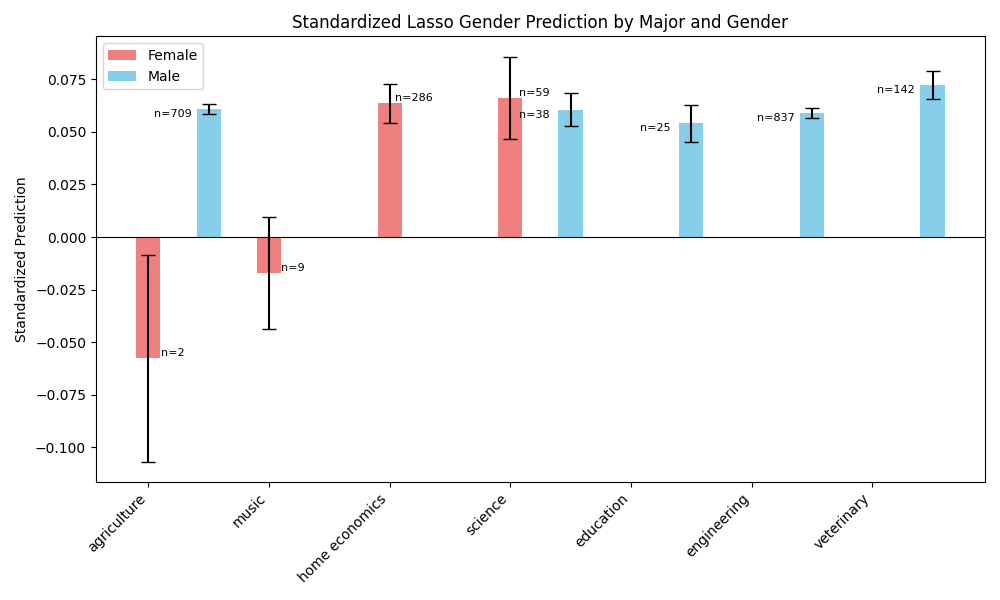 Standardized Lasso Gender Prediction by Major and Gender
Female
Male
Standardized Prediction
0.075
0.050
0.025
0.000
−0.025
−0.050
−0.075
−0.100
n=2
n=709
n=9
n=286
n=59
n=38
n=25
n=837
n=142
agriculture
music
home economics
science
education
engineering
veterinary